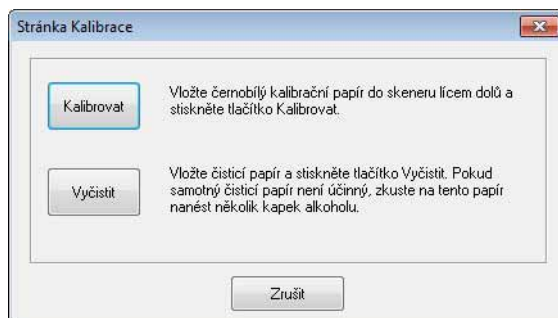 Stránka Kalibrace
Kalibrovat
Vložte černobílý kalibrační papír do skeneru lícem dolů a
stiskněte tlačítko Kalibrovat.
Vyčistit
Vložte čisticí papír a stiskněte tlačítko Vyčistit. Pokud
samotný čisticí papír není účinný, zkuste na tento papír
nanést několik kapek alkoholu.
Zrušit